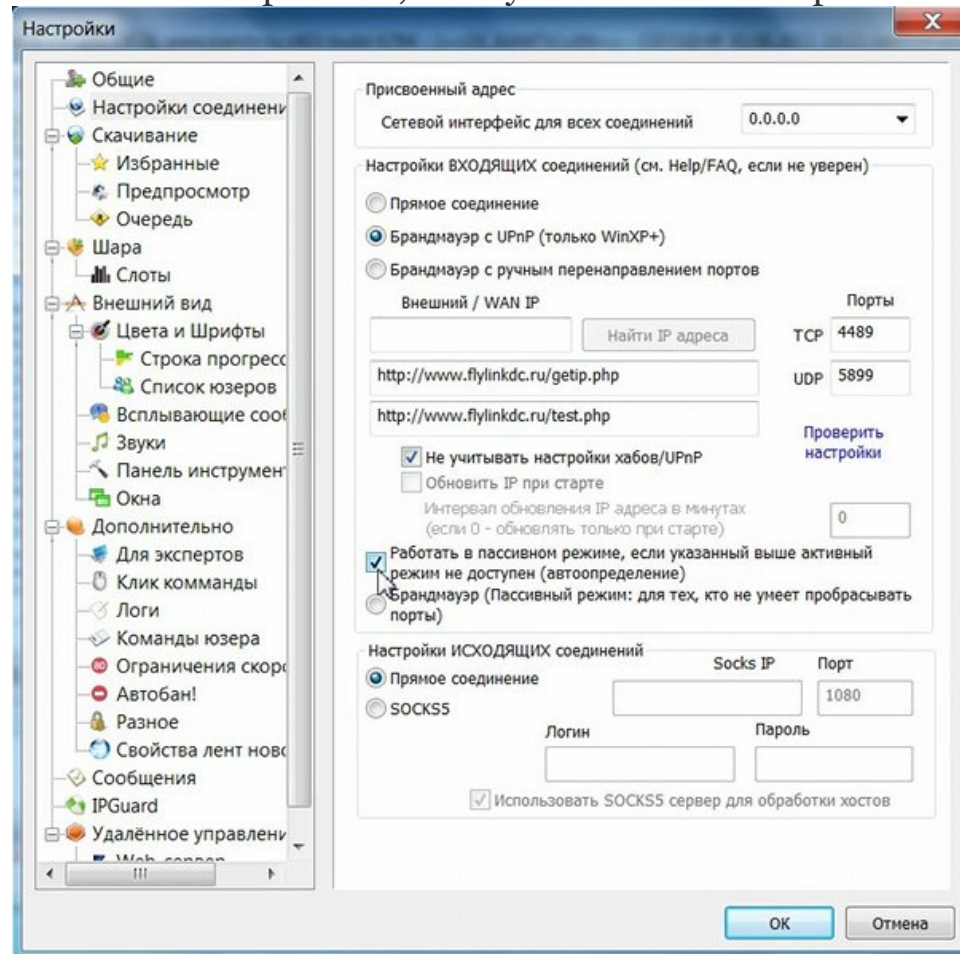 Настройки
Общие
Настройки соединени
Скачивание
Избранные
Предпросмотр
Очередь
Шара
Слоты
Внешний вид
Цвета и Шрифты
Строка прогресс
Список юзеров
Всплывающие сооб
Звуки
Панель инструмен
Окна
Дополнительно
Для экспертов
Клик комманды
Логи
Команды юзера
Ограничения скоро
Автобан!
Разное
Свойства лент ново
Сообщения
IPGuard
Удалённое управлени
Web-сервер
Присвоенный адрес
Сетевой интерфейс для всех соединений 0.0.0.0
Настройки ВХОДЯЩИХ соединений (см. Help/FAQ, если не уверен)
Прямое соединение
Брандмауэр с UPnP (только WinXP+)
Брандмауэр с ручным перенаправлением портов
Внешний / WAN IP Порты
Найти IP адреса TCP 4489
http://www.flylinkdc.ru/getip.php UDP 5899
http://www.flylinkdc.ru/test.php
Проверить
настройки
Не учитывать настройки хабов/UPnP
Обновить IP при старте
Интервал обновления IP адреса в минутах
(если 0 - обновлять только при старте) 0
Работать в пассивном режиме, если указанный выше активный
режим не доступен (автоопределение)
Брандмауэр (Пассивный режим: для тех, кто не умеет пробрасывать
порты)
Настройки ИСХОДЯЩИХ соединений
Socks IP Порт
Прямое соединение
1080
SOCKS5
Логин Пароль
Использовать SOCKS5 сервер для обработки хостов
OK Отмена